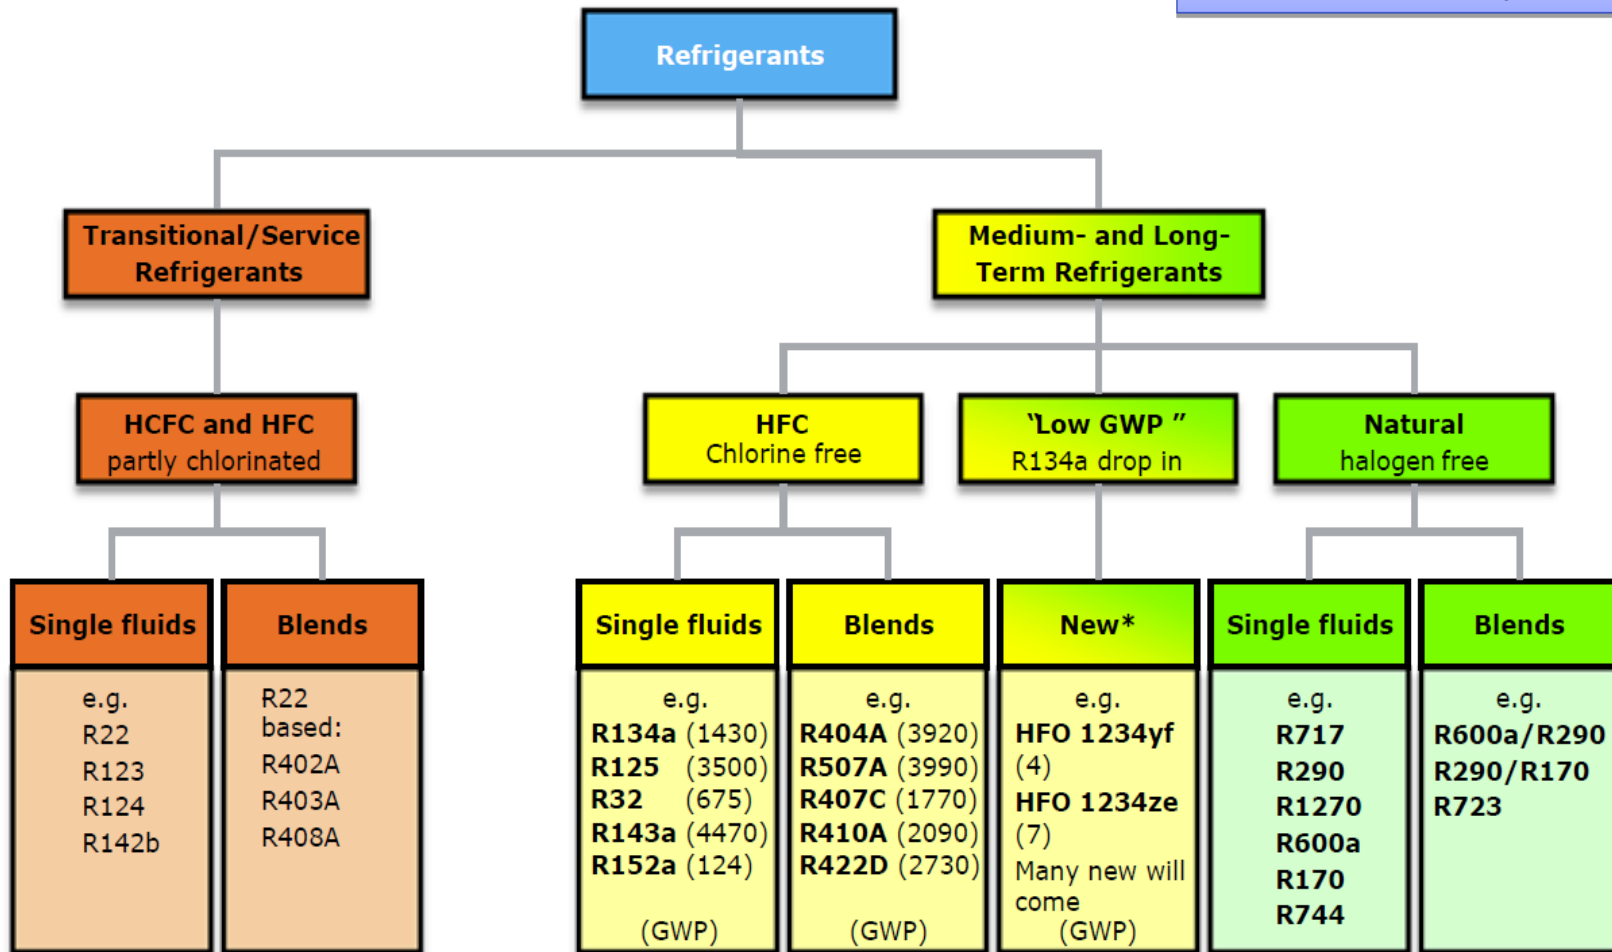 Refrigerants
Transitional/Service
Refrigerants
Medium- and Long-
Term Refrigerants
HCFC and HFC
partly chlorinated
HFC
Chlorine free
“Low GWP ”
R134a drop in
Natural
halogen free
Single fluids
e.g.
R22
R123
R124
R142b
Blends
R22
based:
R402A
R403A
R408A
Single fluids
e.g.
R134a (1430)
R125 (3500)
R32 (675)
R143a (4470)
R152a (124)
(GWP)
Blends
e.g.
R404A (3920)
R507A (3990)
R407C (1770)
R410A (2090)
R422D (2730)
(GWP)
New*
e.g.
HFO 1234yf
(4)
HFO 1234ze
(7)
Many new will
come
(GWP)
Single fluids
e.g.
R717
R290
R1270
R600a
R170
R744
Blends
e.g.
R600a/R290
R290/R170
R723